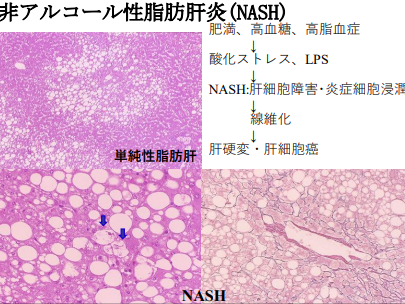 非アルコール性脂肪肝炎(NASH)
肥満、高血糖、高脂血症
↓
酸化ストレス、LPS
↓
NASH:肝細胞障害・炎症細胞浸潤
↓
線維化
↓
肝硬変・肝細胞癌
単純性脂肪肝
NASH